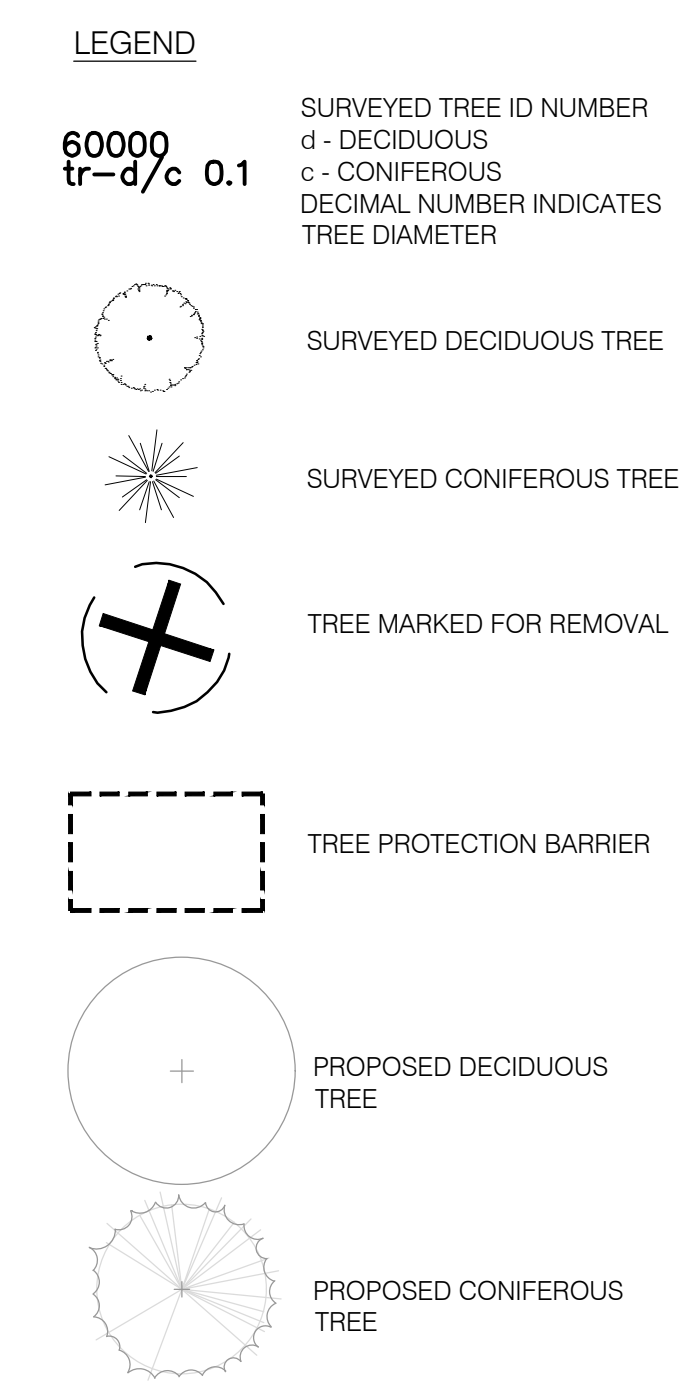 LEGEND
60000
tr-d/c 0.1
SURVEYED TREE ID NUMBER
d - DECIDUOUS
c - CONIFEROUS
DECIMAL NUMBER INDICATES
TREE DIAMETER
SURVEYED DECIDUOUS TREE
SURVEYED CONIFEROUS TREE
TREE MARKED FOR REMOVAL
TREE PROTECTION BARRIER
PROPOSED DECIDUOUS
TREE
PROPOSED CONIFEROUS
TREE